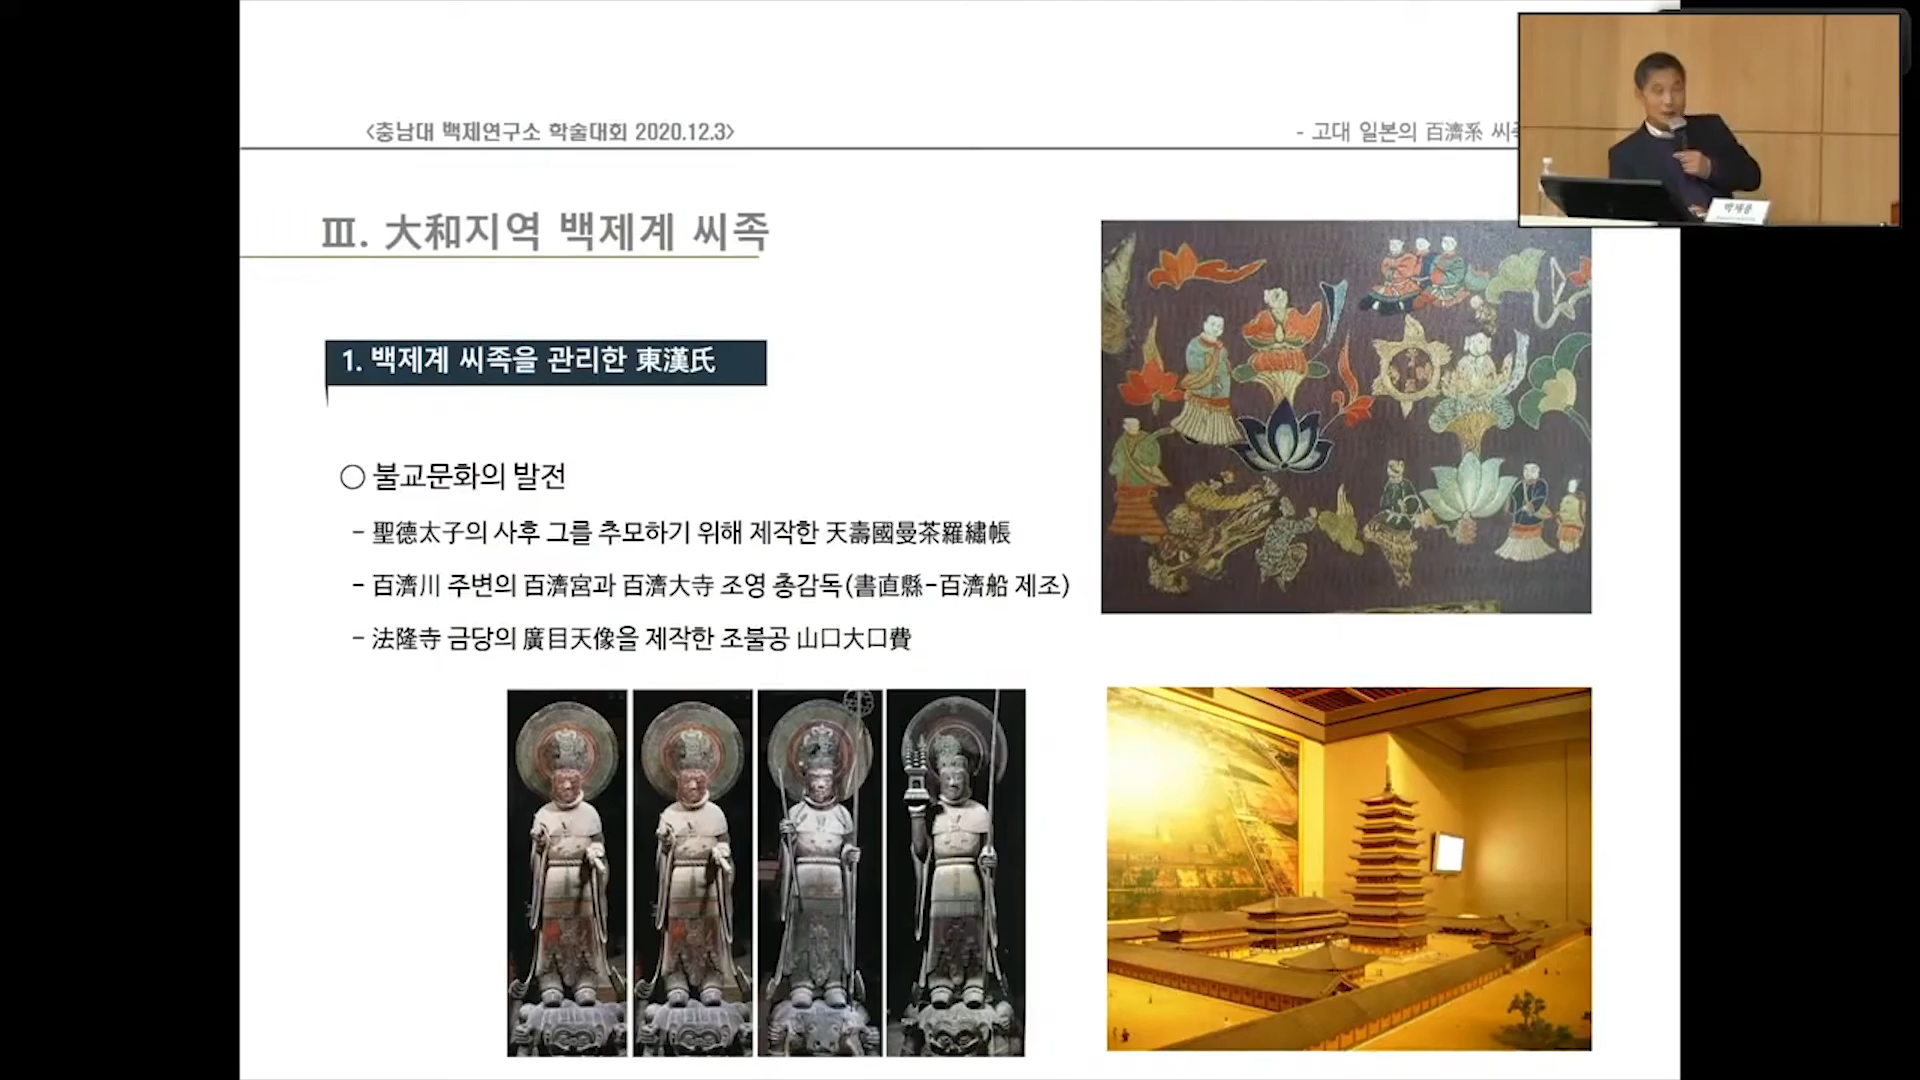 <충남대 백제연구소 학술대회 2020.12.3>
- 고대 일본의 百濟系 씨족
박재용
Ⅲ. 大和지역 백제계 씨족
1. 백제계 씨족을 관리한 東漢氏
○ 불교문화의 발전
- 聖德太子의 사후 그를 추모하기 위해 제작한 天壽國曼茶羅繡帳
- 百濟川 주변의 百濟宮과 百濟大寺 조영 총감독(書直縣-百濟船 제조)
- 法隆寺 금당의 廣目天像을 제작한 조불공 山口大口費